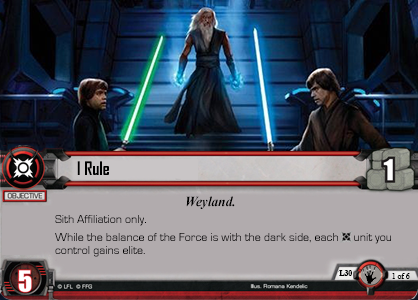 I Rule
1
OBJECTIVE
Weyland.
Sith Affiliation only.
While the balance of the Force is with the dark side, each unit you
control gains elite.
5
© LFL © FFG
Illus. Romana Kendelic
L30
1 of 6